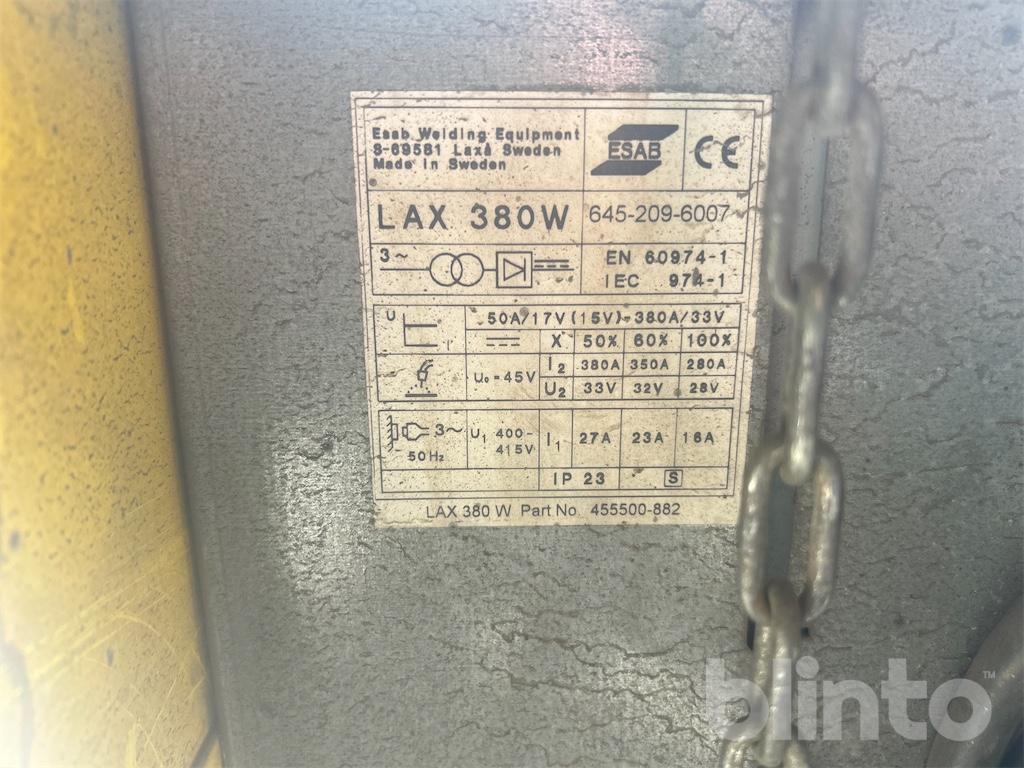 Esab Welding Equipment
S-69581 Laxå Sweden
Made in Sweden
ESAB
CE
LAX 380W
645-209-6007
3~
EN 60974-1
IEC 974-1
U
I
50A/17V (15V)-380A/33V
X 50% 60% 100%
U₀=45V
I₂ 380A 350A 280A
U₂ 33V 32V 28V
3~
50Hz
U₁ 400-
415V
I₁ 27A 23A 16A
IP 23
S
LAX 380 W Part No. 455500-882
blinto™